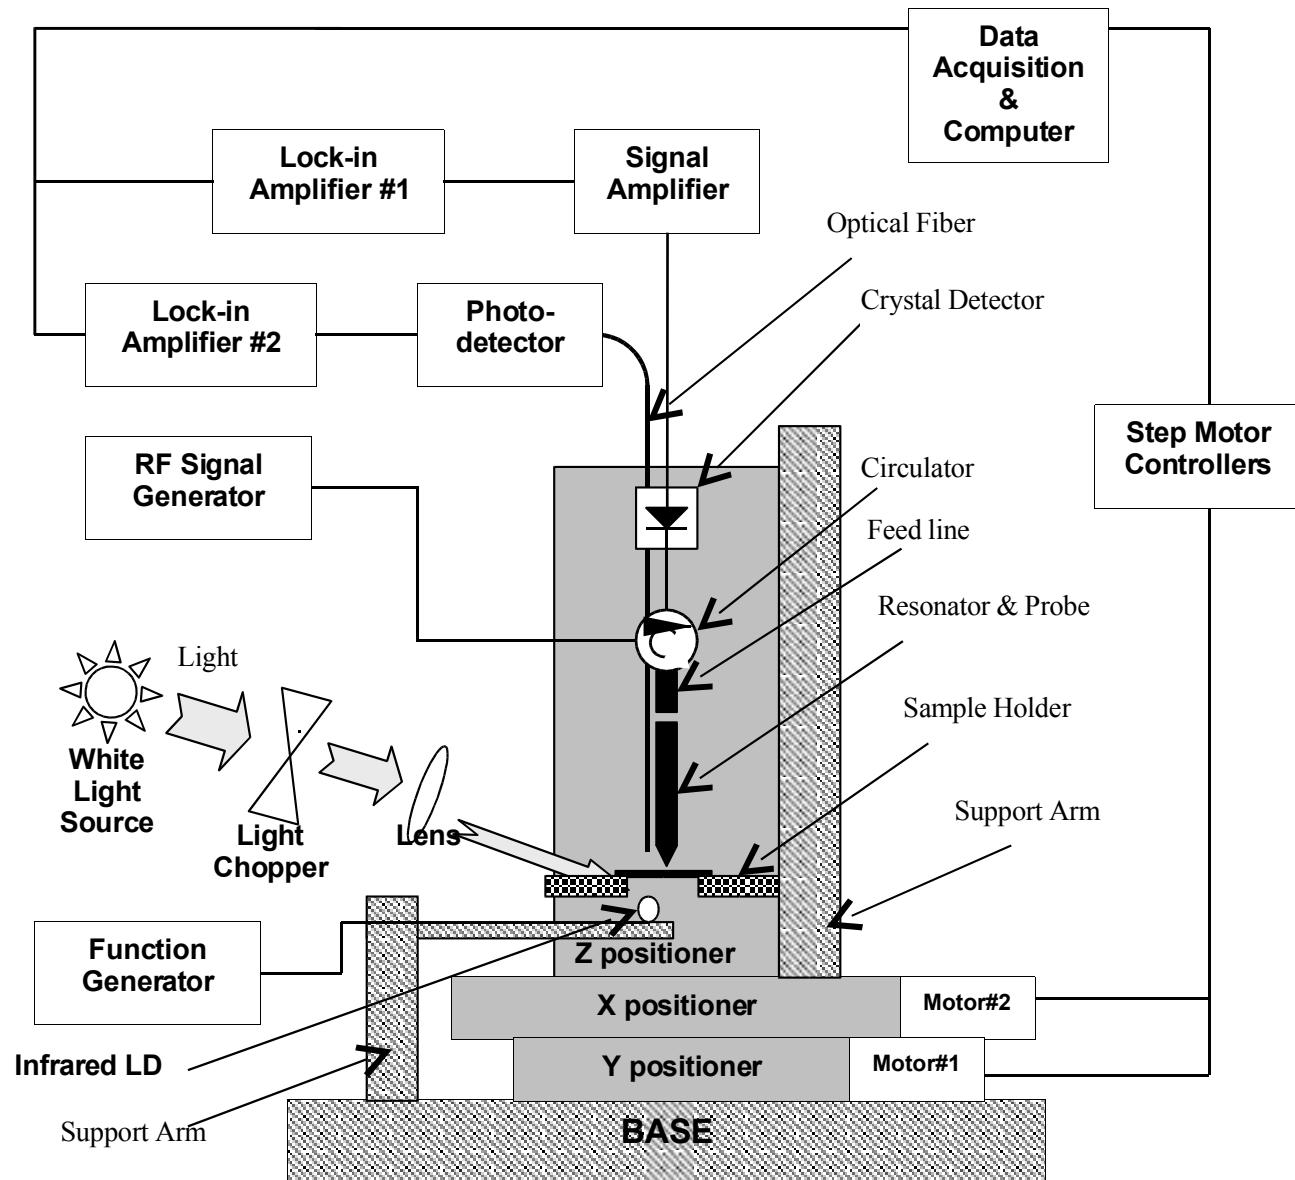 Data
Acquisition
&
Computer
Lock-in
Amplifier #1
Signal
Amplifier
Optical Fiber
Lock-in
Amplifier #2
Photo-
detector
Crystal Detector
Step Motor
Controllers
RF Signal
Generator
Circulator
Feed line
Resonator & Probe
Light
Sample Holder
White
Light
Source
Light
Chopper
Lens
Support Arm
Function
Generator
Z positioner
X positioner
Motor#2
Infrared LD
Y positioner
Motor#1
Support Arm
BASE